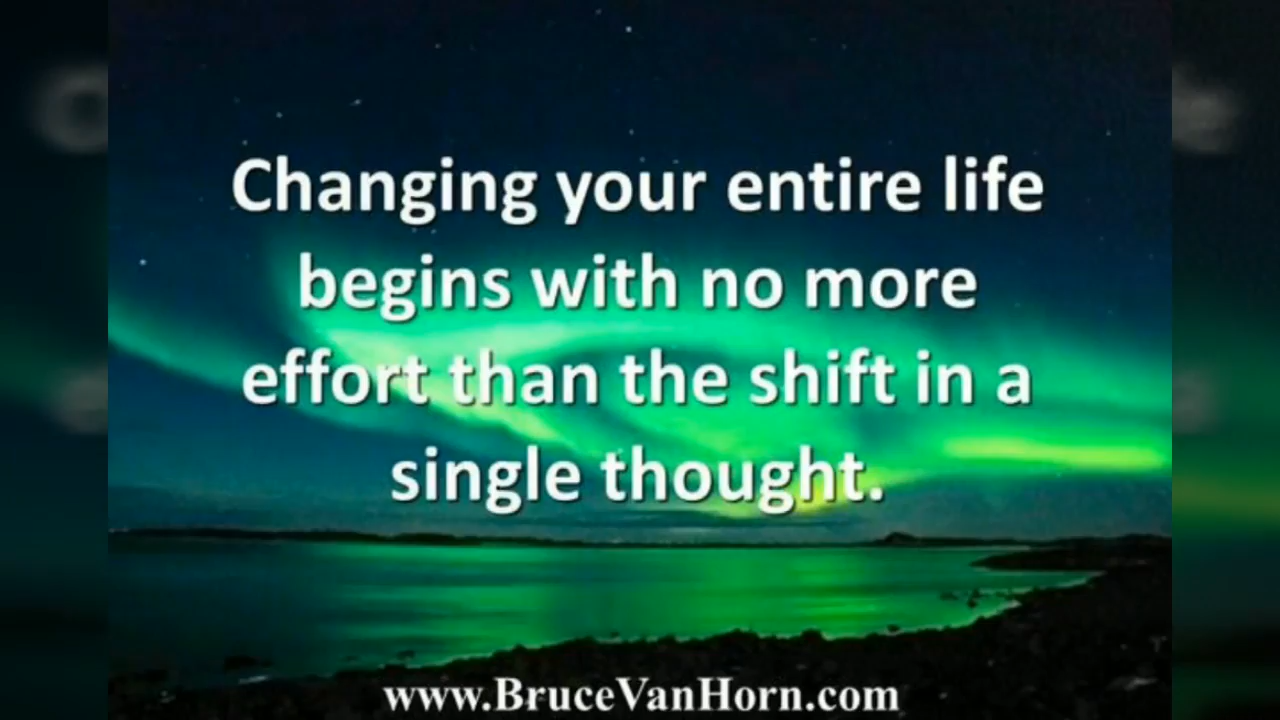 Changing your entire life
begins with no more
effort than the shift in a
single thought.
www.BruceVanHorn.com